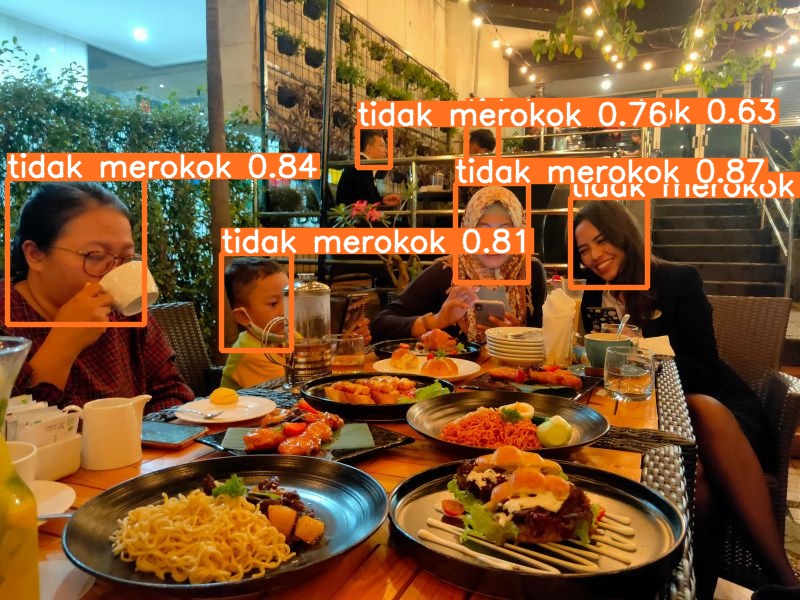 tidak merokok 0.76
k 0.63
tidak merokok 0.84
tidak merokok 0.87
tidak merokok
tidak merokok 0.81